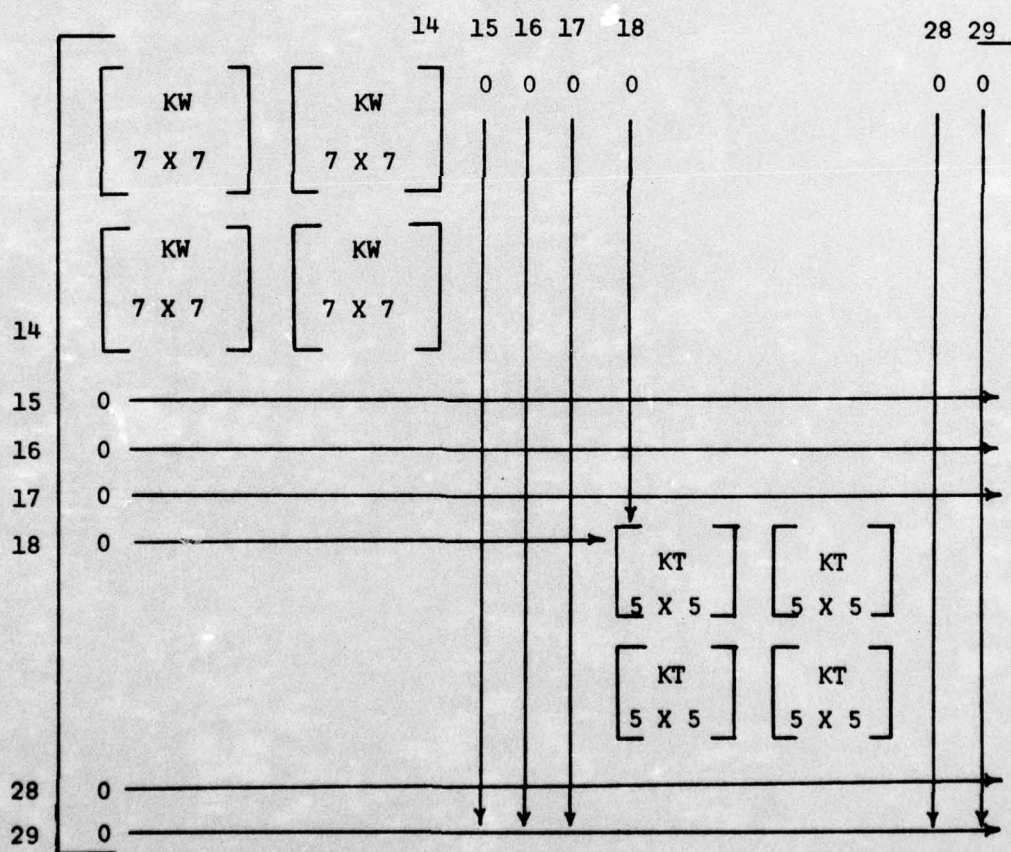 14 15 16 17 18 28 29
0 0 0 0 0 0
KW KW
7 X 7 7 X 7
KW KW
7 X 7 7 X 7
14
15 0
16 0
17 0
18 0
KT KT
5 X 5 5 X 5
KT KT
5 X 5 5 X 5
28 0
29 0